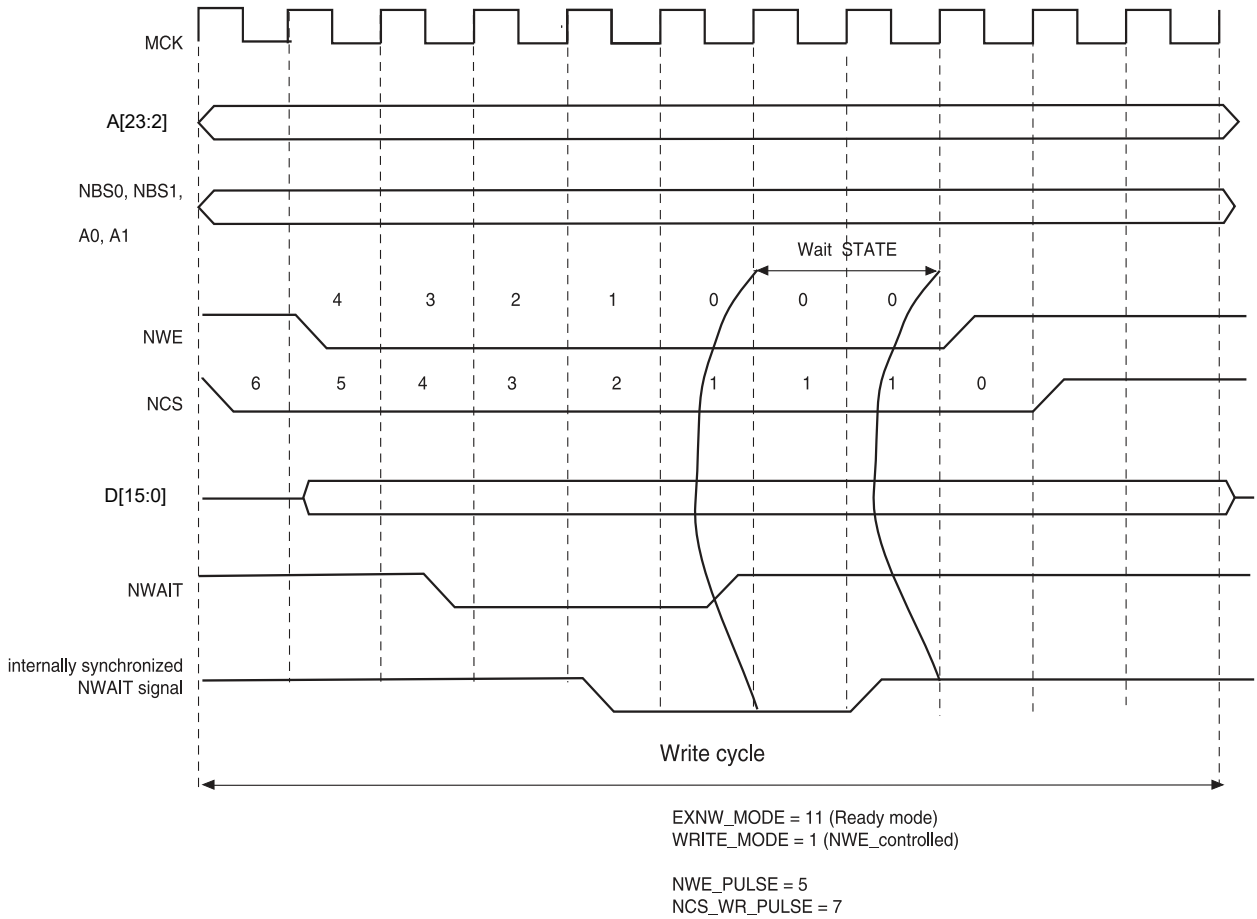 MCK
A[23:2]
NBS0, NBS1,
A0, A1
Wait STATE
4 3 2 1 0 0 0
NWE
6 5 4 3 2 1 1 1 0
NCS
D[15:0]
NWAIT
internally synchronized
NWAIT signal
Write cycle
EXNW_MODE = 11 (Ready mode)
WRITE_MODE = 1 (NWE_controlled)
NWE_PULSE = 5
NCS_WR_PULSE = 7